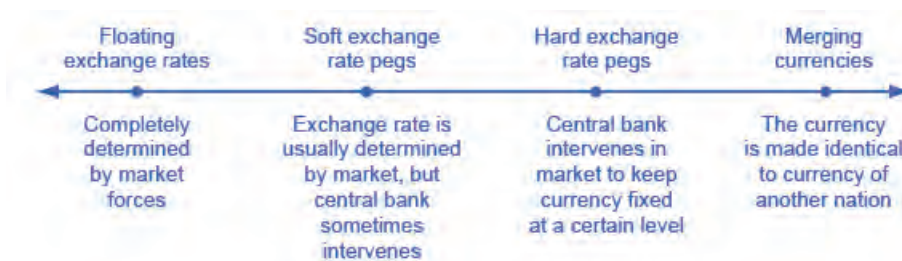 Floating
exchange rates
Soft exchange
rate pegs
Hard exchange
rate pegs
Merging
currencies
Completely
determined
by market
forces
Exchange rate is
usually determined
by market, but
central bank
sometimes
intervenes
Central bank
intervenes in
market to keep
currency fixed
at a certain level
The currency
is made identical
to currency of
another nation